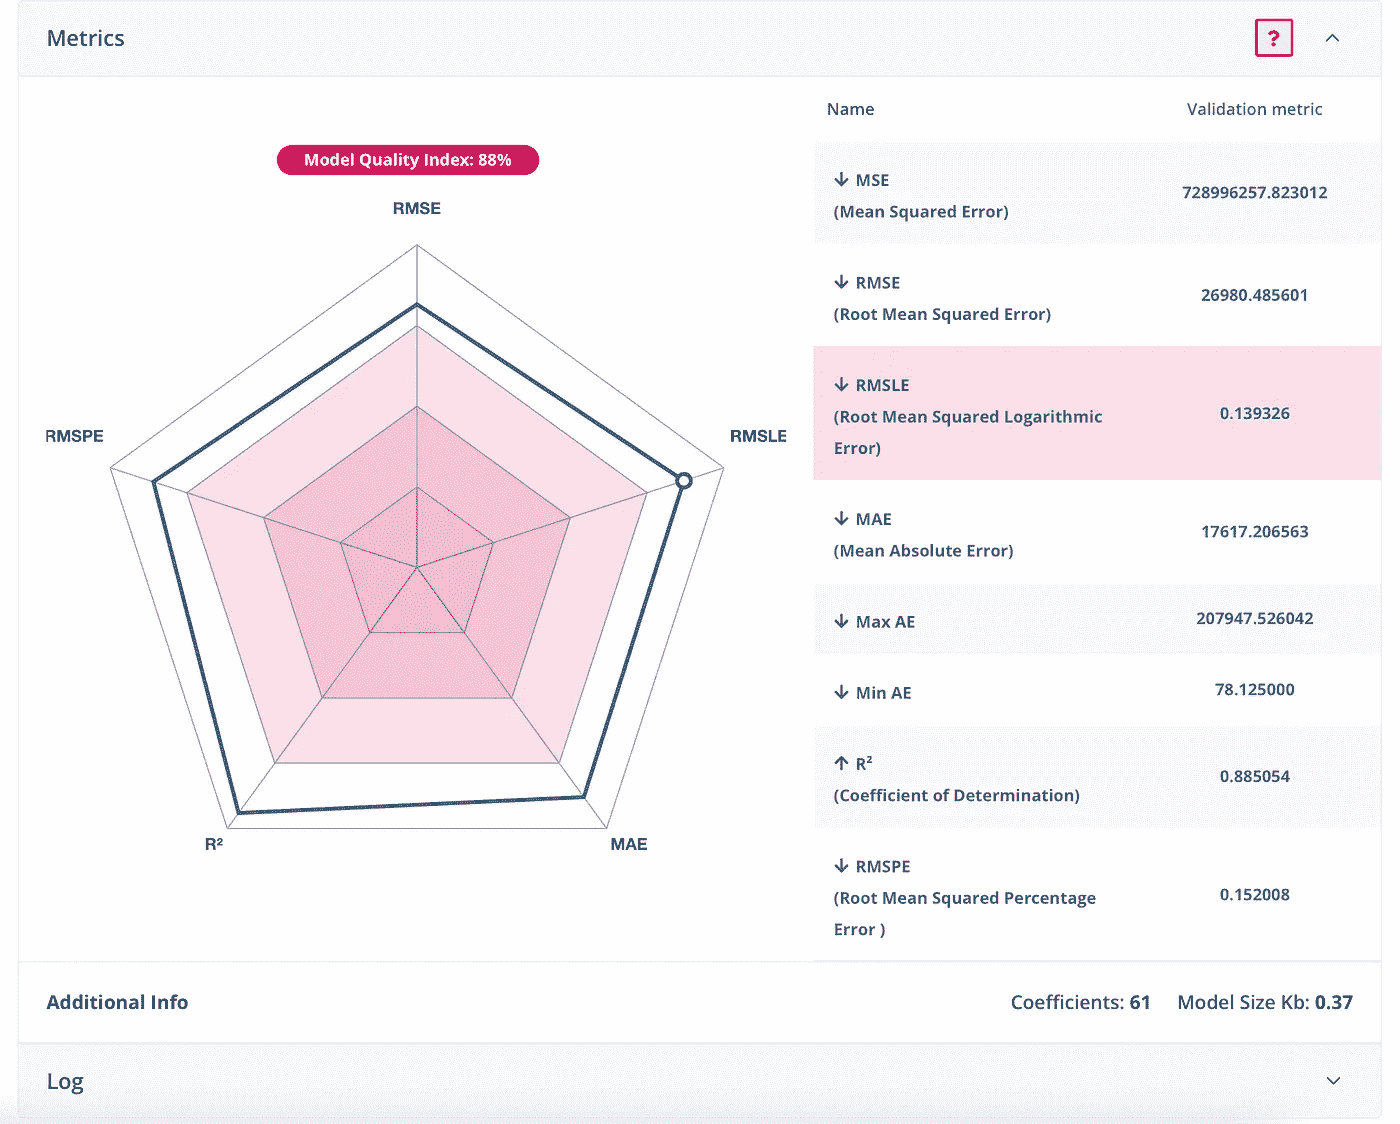 Metrics
?
Model Quality Index: 88%
RMSE
RMSPE
RMSLE
R²
MAE
Name Validation metric
↓ MSE
(Mean Squared Error)
728996257.823012
↓ RMSE
(Root Mean Squared Error)
26980.485601
↓ RMSLE
(Root Mean Squared Logarithmic
Error)
0.139326
↓ MAE
(Mean Absolute Error)
17617.206563
↓ Max AE
207947.526042
↓ Min AE
78.125000
↑ R²
(Coefficient of Determination)
0.885054
↓ RMSPE
(Root Mean Squared Percentage
Error )
0.152008
Additional Info
Coefficients: 61 Model Size Kb: 0.37
Log